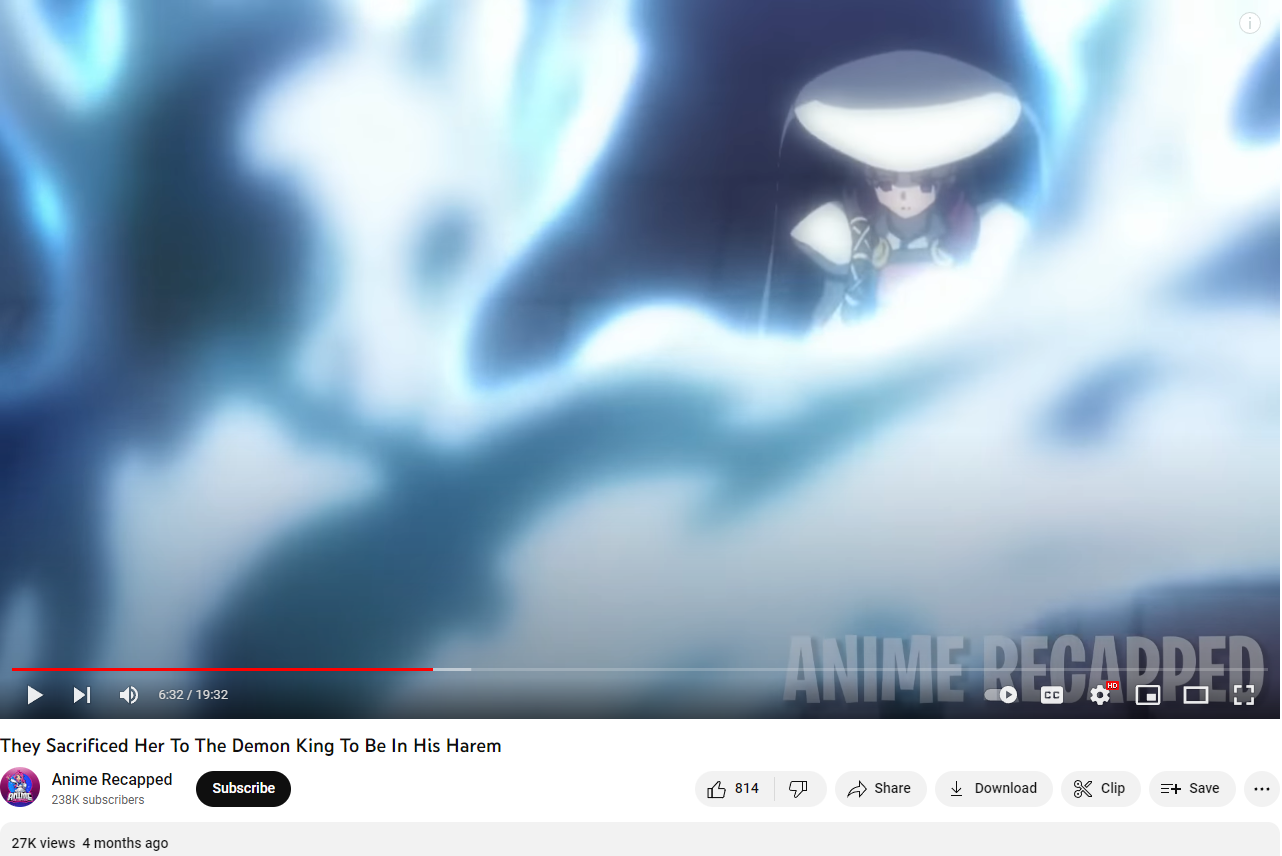 ANIME RECAPPED
HD
6:32 / 19:32
CC
They Sacrificed Her To The Demon King To Be In His Harem
Anime Recapped
238K subscribers
Subscribe
814
Share
Download
Clip
Save
27K views 4 months ago